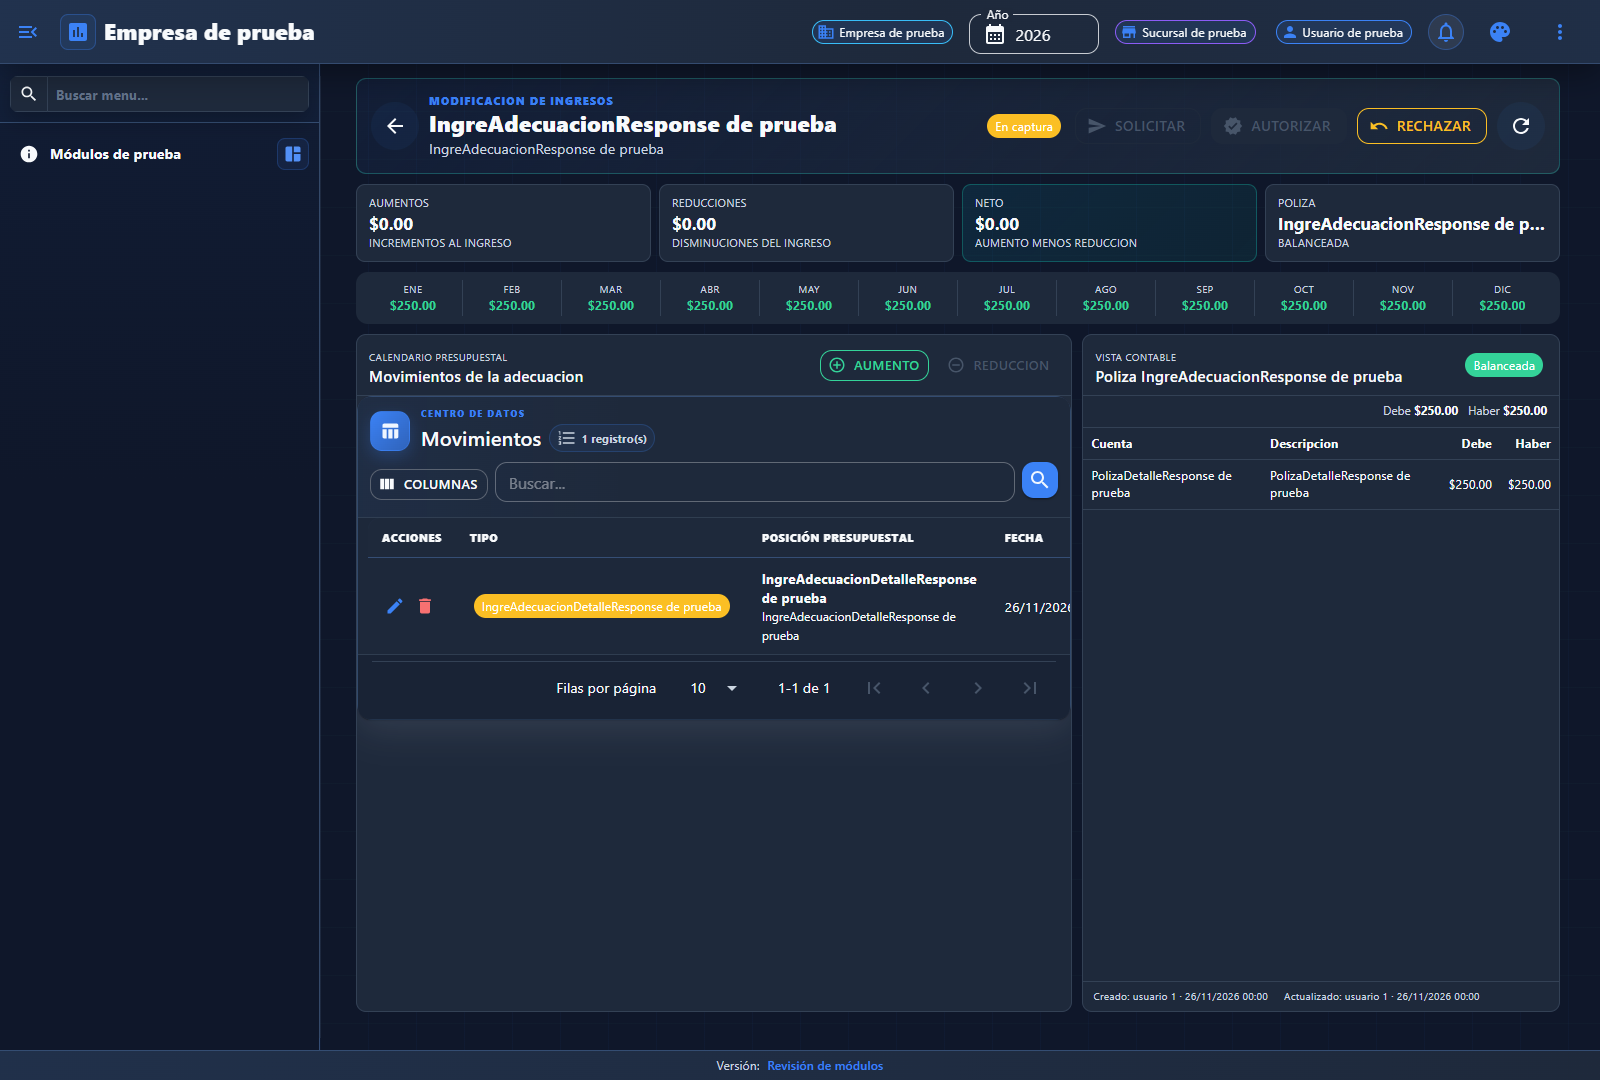 Empresa de prueba
Empresa de prueba
Año
2026
Sucursal de prueba
Usuario de prueba
Buscar menu...
Módulos de prueba
MODIFICACION DE INGRESOS
IngreAdecuacionResponse de prueba
IngreAdecuacionResponse de prueba
En captura
SOLICITAR
AUTORIZAR
RECHAZAR
AUMENTOS
$0.00
INCREMENTOS AL INGRESO
REDUCCIONES
$0.00
DISMINUCIONES DEL INGRESO
NETO
$0.00
AUMENTO MENOS REDUCCION
POLIZA
IngreAdecuacionResponse de p...
BALANCEADA
ENE
$250.00
FEB
$250.00
MAR
$250.00
ABR
$250.00
MAY
$250.00
JUN
$250.00
JUL
$250.00
AGO
$250.00
SEP
$250.00
OCT
$250.00
NOV
$250.00
DIC
$250.00
CALENDARIO PRESUPUESTAL
Movimientos de la adecuacion
AUMENTO
REDUCCION
CENTRO DE DATOS
Movimientos
1 registro(s)
COLUMNAS
Buscar...
ACCIONES TIPO POSICIÓN PRESUPUESTAL FECHA
IngreAdecuacionDetalleResponse de prueba
IngreAdecuacionDetalleResponse
de prueba
IngreAdecuacionDetalleResponse de
prueba
26/11/2026
Filas por página 10 1-1 de 1
VISTA CONTABLE
Poliza IngreAdecuacionResponse de prueba
Balanceada
Debe $250.00 Haber $250.00
Cuenta Descripcion Debe Haber
PolizaDetalleResponse de
prueba
PolizaDetalleResponse de
prueba
$250.00 $250.00
Creado: usuario 1 · 26/11/2026 00:00 Actualizado: usuario 1 · 26/11/2026 00:00
Versión: Revisión de módulos